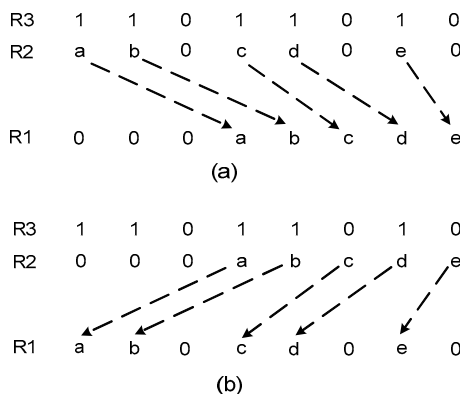 R3 1 1 0 1 1 0 1 0
R2 a b 0 c d 0 e 0
R1 0 0 0 a b c d e
(a)
R3 1 1 0 1 1 0 1 0
R2 0 0 0 a b c d e
R1 a b 0 c d 0 e 0
(b)